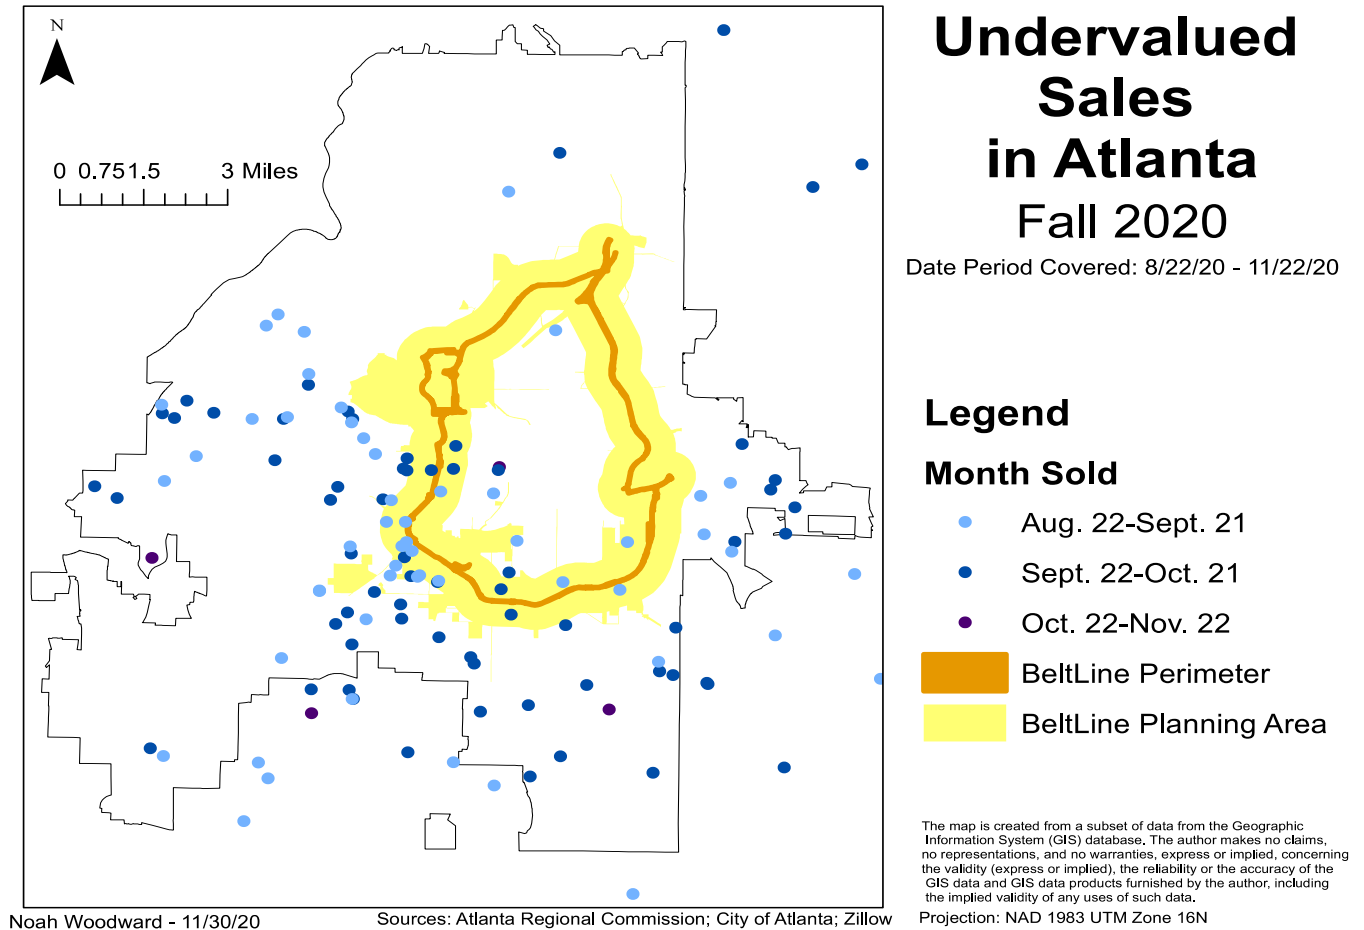 N
0 0.75 1.5 3 Miles
Undervalued
Sales
in Atlanta
Fall 2020
Date Period Covered: 8/22/20 - 11/22/20
Legend
Month Sold
Aug. 22-Sept. 21
Sept. 22-Oct. 21
Oct. 22-Nov. 22
BeltLine Perimeter
BeltLine Planning Area
The map is created from a subset of data from the Geographic
Information System (GIS) database. The author makes no claims,
no representations, and no warranties, express or implied, concerning
the validity (express or implied), the reliability or the accuracy of the
GIS data and GIS data products furnished by the author, including
the implied validity of any uses of such data.
Projection: NAD 1983 UTM Zone 16N
Noah Woodward - 11/30/20
Sources: Atlanta Regional Commission; City of Atlanta; Zillow